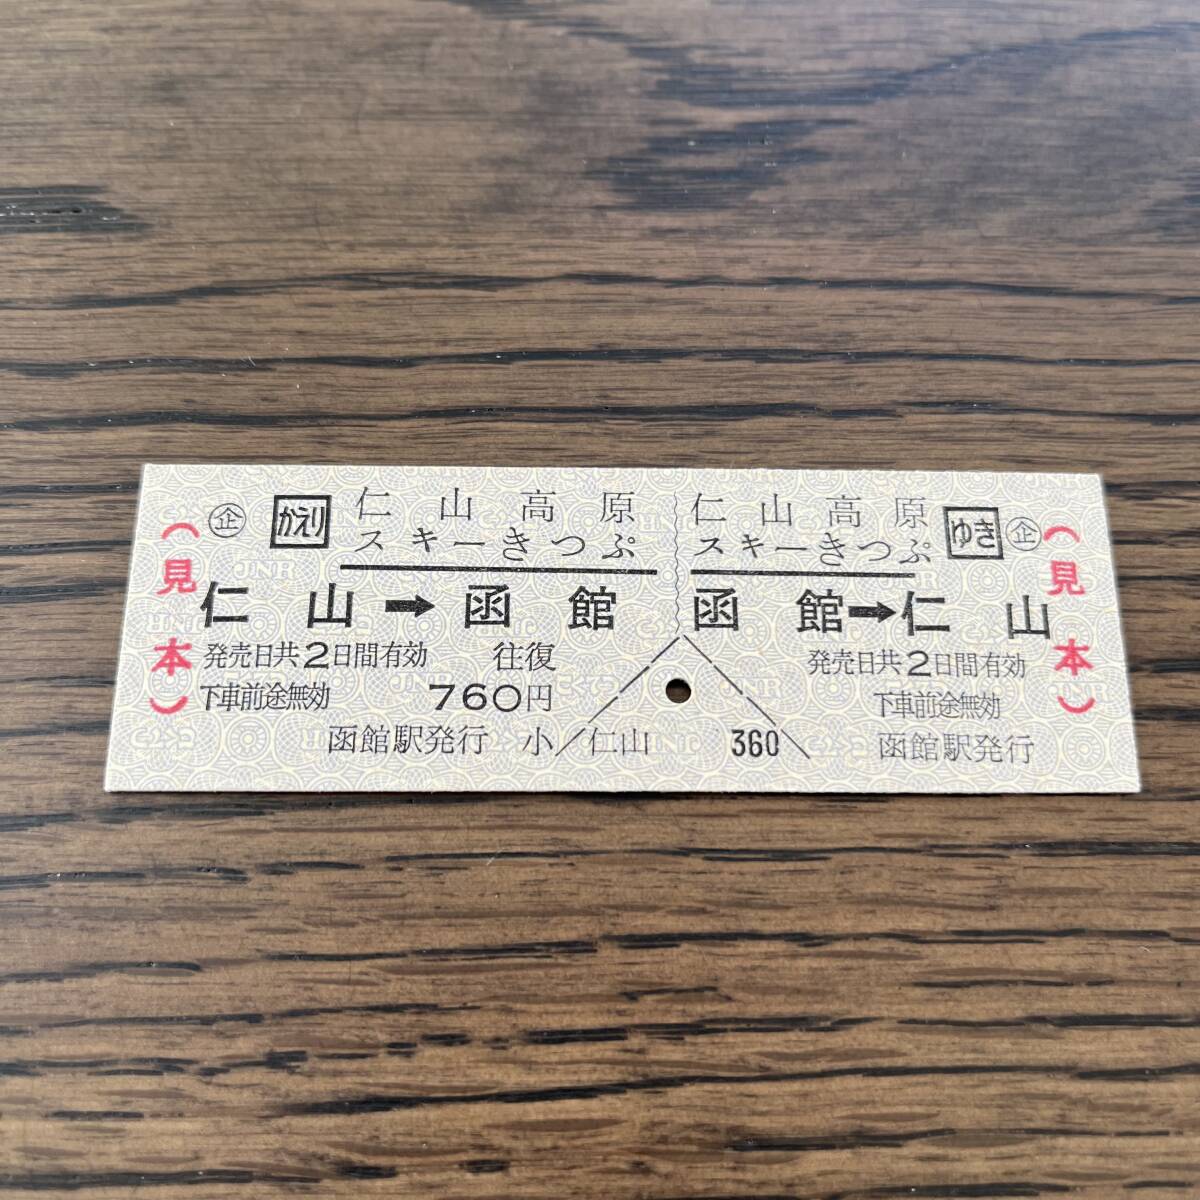 （見本）
企
かえり
仁山高原
スキーきっぷ
仁山➡函館
発売日共2日間有効 往復
下車前途無効 760円
函館駅発行 小 仁山
仁山高原
スキーきっぷ
ゆき
企
函館➡仁山
発売日共2日間有効
下車前途無効
360 函館駅発行
（見本）
JNR